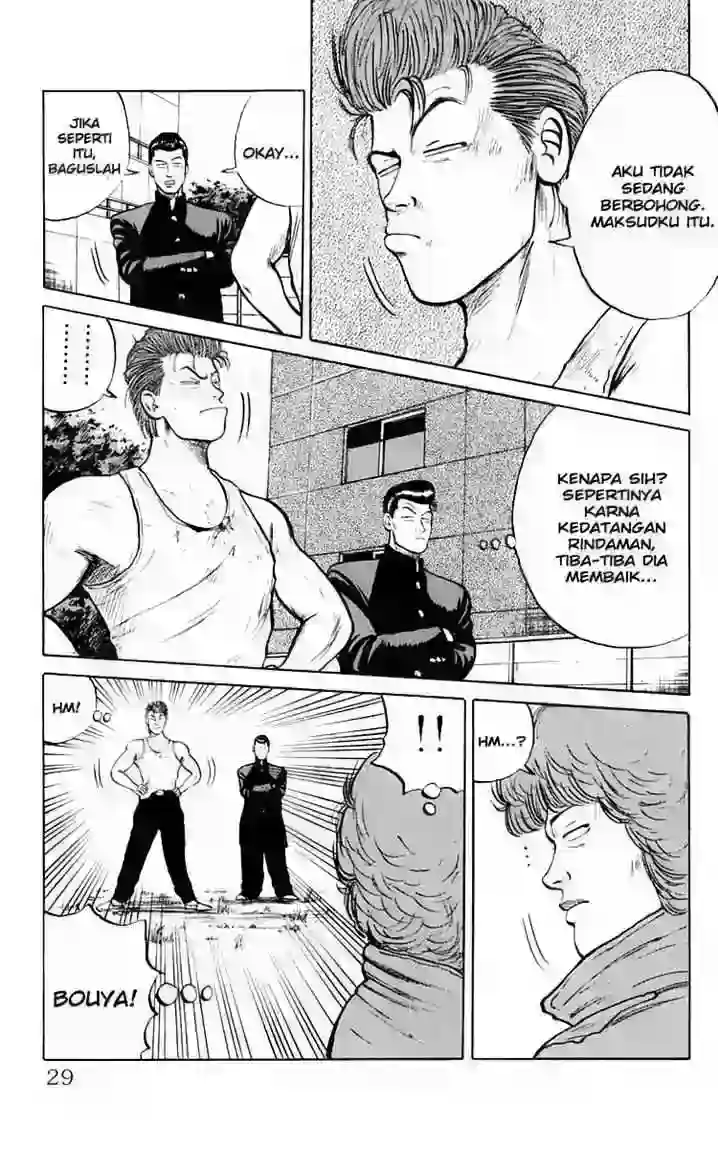 AKU TIDAK
SEDANG
BERBOHONG.
MAKSUDKU ITU.
OKAY...
JIKA
SEPERTI
ITU,
BAGUSLAH
KENAPA SIH?
SEPERTINYA
KARNA
KEDATANGAN
RINDAMAN,
TIBA-TIBA DIA
MEMBAIK...
HM...?
!!
HM!
BOUYA!
29